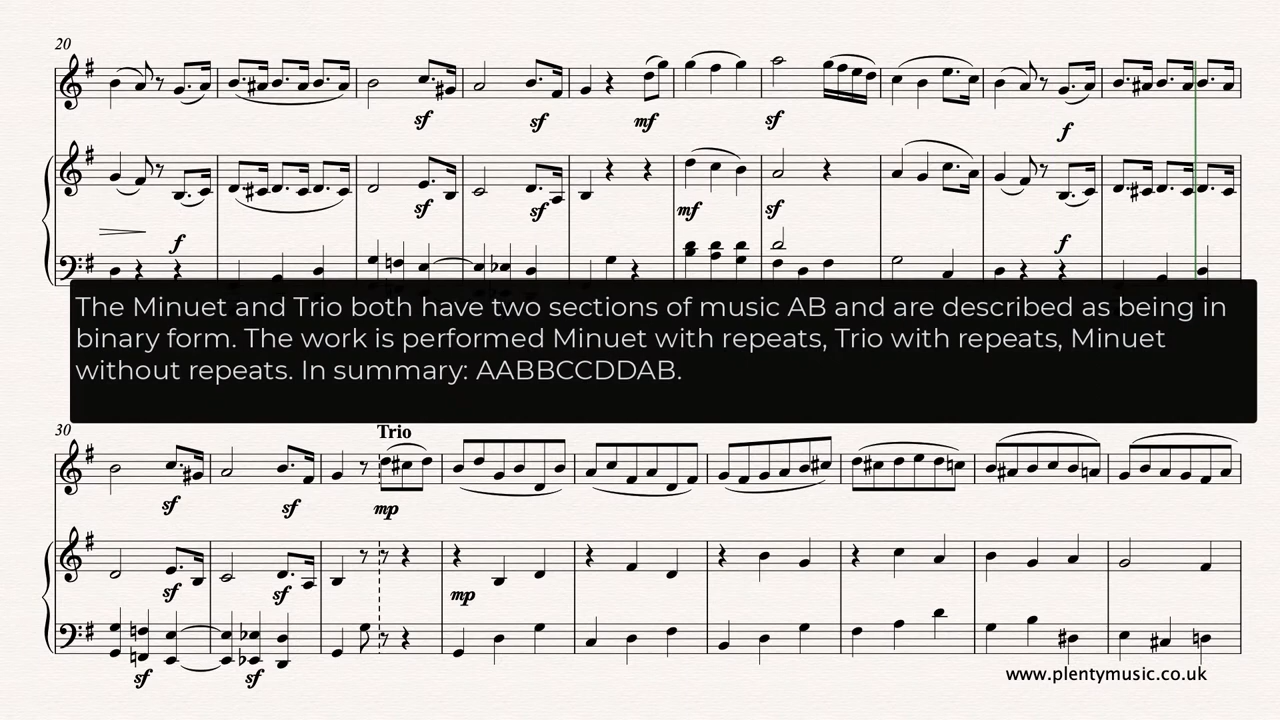 20
sf
sf
mf
sf
f
sf
sf
mf
sf
f
f
The Minuet and Trio both have two sections of music AB and are described as being in
binary form. The work is performed Minuet with repeats, Trio with repeats, Minuet
without repeats. In summary: AABBCCDDAB.
30
Trio
sf
sf
mp
sf
sf
mp
sf
sf
www.plentymusic.co.uk